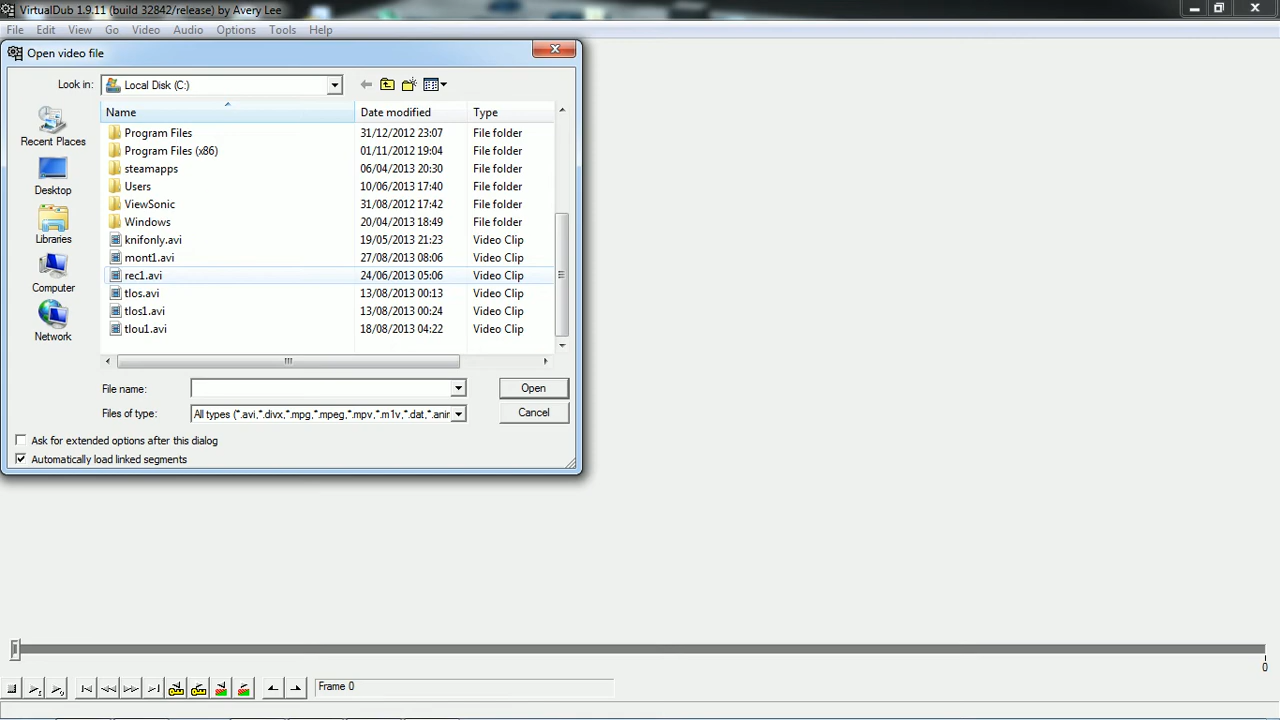 VirtualDub 1.9.11 (build 32842/release) by Avery Lee
File Edit View Go Video Audio Options Tools Help
Open video file
Look in: Local Disk (C:)
Name Date modified Type
Program Files 31/12/2012 23:07 File folder
Program Files (x86) 01/11/2012 19:04 File folder
steamapps 06/04/2013 20:30 File folder
Users 10/06/2013 17:40 File folder
ViewSonic 31/08/2012 17:42 File folder
Windows 20/04/2013 18:49 File folder
knifonly.avi 19/05/2013 21:23 Video Clip
mont1.avi 27/08/2013 08:06 Video Clip
rec1.avi 24/06/2013 05:06 Video Clip
tlos.avi 13/08/2013 00:13 Video Clip
tlos1.avi 13/08/2013 00:24 Video Clip
tlou1.avi 18/08/2013 04:22 Video Clip
Recent Places
Desktop
Libraries
Computer
Network
File name: Open
Files of type: All types (*.avi,*.divx,*.mpg,*.mpeg,*.mpv,*.m1v,*.dat,*.anir Cancel
Ask for extended options after this dialog
Automatically load linked segments
0
Frame 0